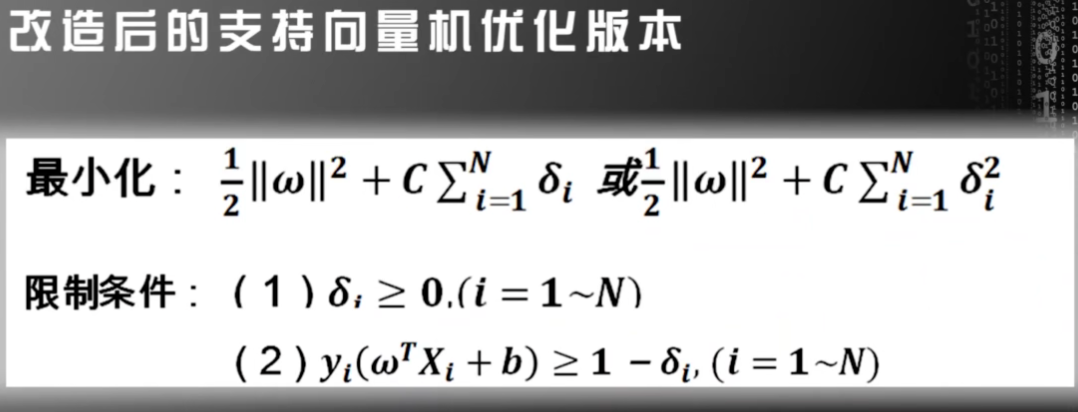 改造后的支持向量机优化版本
最小化： $\frac{1}{2}\|\omega\|^2 + C\sum_{i=1}^{N} \delta_i$ 或 $\frac{1}{2}\|\omega\|^2 + C\sum_{i=1}^{N} \delta_i^2$
限制条件：（1）$\delta_i \geq 0, (i = 1 \sim N)$
（2）$y_i(\omega^T X_i + b) \geq 1 - \delta_i, (i = 1 \sim N)$